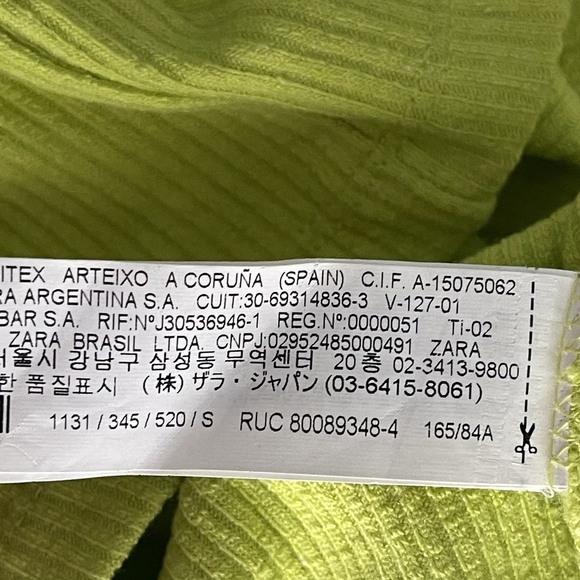 ITEX ARTEIXO A CORUÑA (SPAIN) C.I.F. A-15075062
RA ARGENTINA S.A. CUIT:30-69314836-3 V-127-01
BAR S.A. RIF:NºJ30536946-1 REG.Nº:0000051 Ti-02
ZARA BRASIL LTDA. CNPJ:02952485000491 ZARA
서울시 강남구 삼성동 무역센터 20층 02-3413-9800
한 품질표시 (株) ザラ・ジャパン (03-6415-8061)
1131 / 345 / 520 / S RUC 80089348-4 165/84A